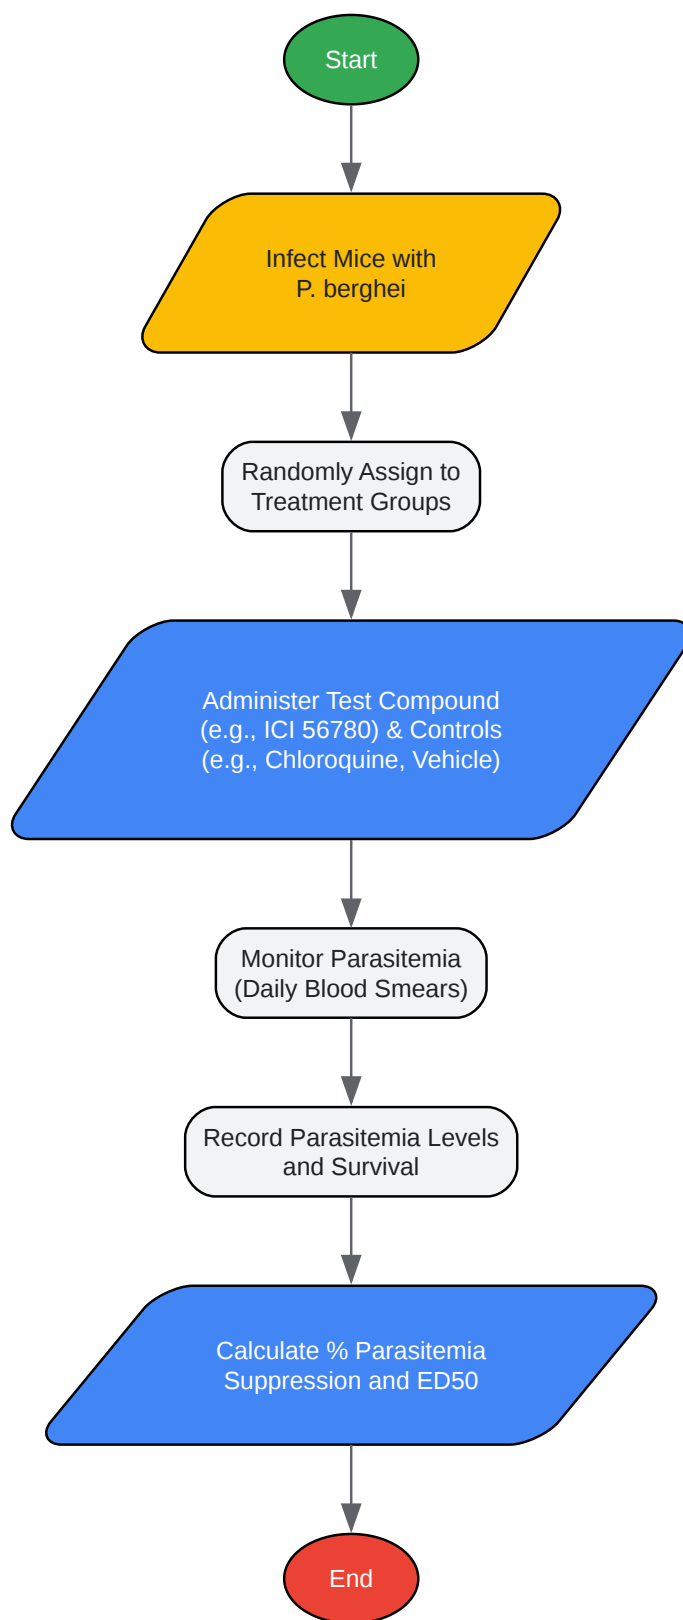 Start
Infect Mice with
P. berghei
Randomly Assign to
Treatment Groups
Administer Test Compound
(e.g., ICI 56780) & Controls
(e.g., Chloroquine, Vehicle)
Monitor Parasitemia
(Daily Blood Smears)
Record Parasitemia Levels
and Survival
Calculate % Parasitemia
Suppression and ED50
End